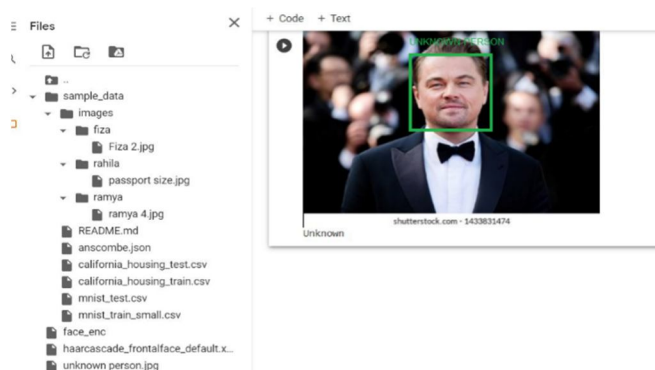 Files
+ Code + Text
..
sample_data
images
fiza
Fiza 2.jpg
rahila
passport size.jpg
ramya
ramya 4.jpg
README.md
anscombe.json
california_housing_test.csv
california_housing_train.csv
mnist_test.csv
mnist_train_small.csv
face_enc
haarcascade_frontalface_default.x...
unknown person.jpg
UNKNOWN PERSON
shutterstock.com · 1433831474
Unknown